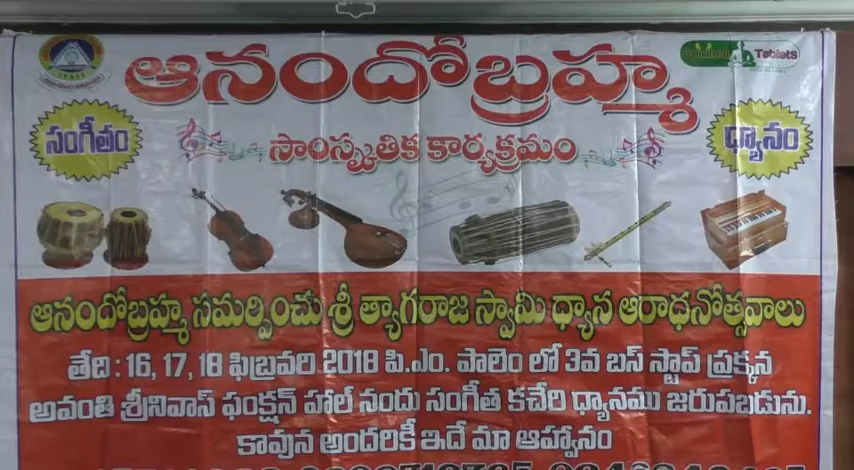 ఆనందోబ్రహ్మ
Spiritual Tablets
సంగీతం
సాంస్కృతిక కార్యక్రమం
ధ్యానం
ఆనందోబ్రహ్మ సమర్పించు శ్రీ త్యాగరాజ స్వామి ధ్యాన ఆరాధనోత్సవాలు
తేది : 16, 17, 18 ఫిబ్రవరి 2018 పి.ఎం. పాలెం లో 3వ బస్ స్టాప్ ప్రక్కన
అవంతి శ్రీనివాస్ ఫంక్షన్ హాల్ నందు సంగీత కచేరి ధ్యానము జరుపబడును.
కావున అందరికీ ఇదే మా ఆహ్వానం